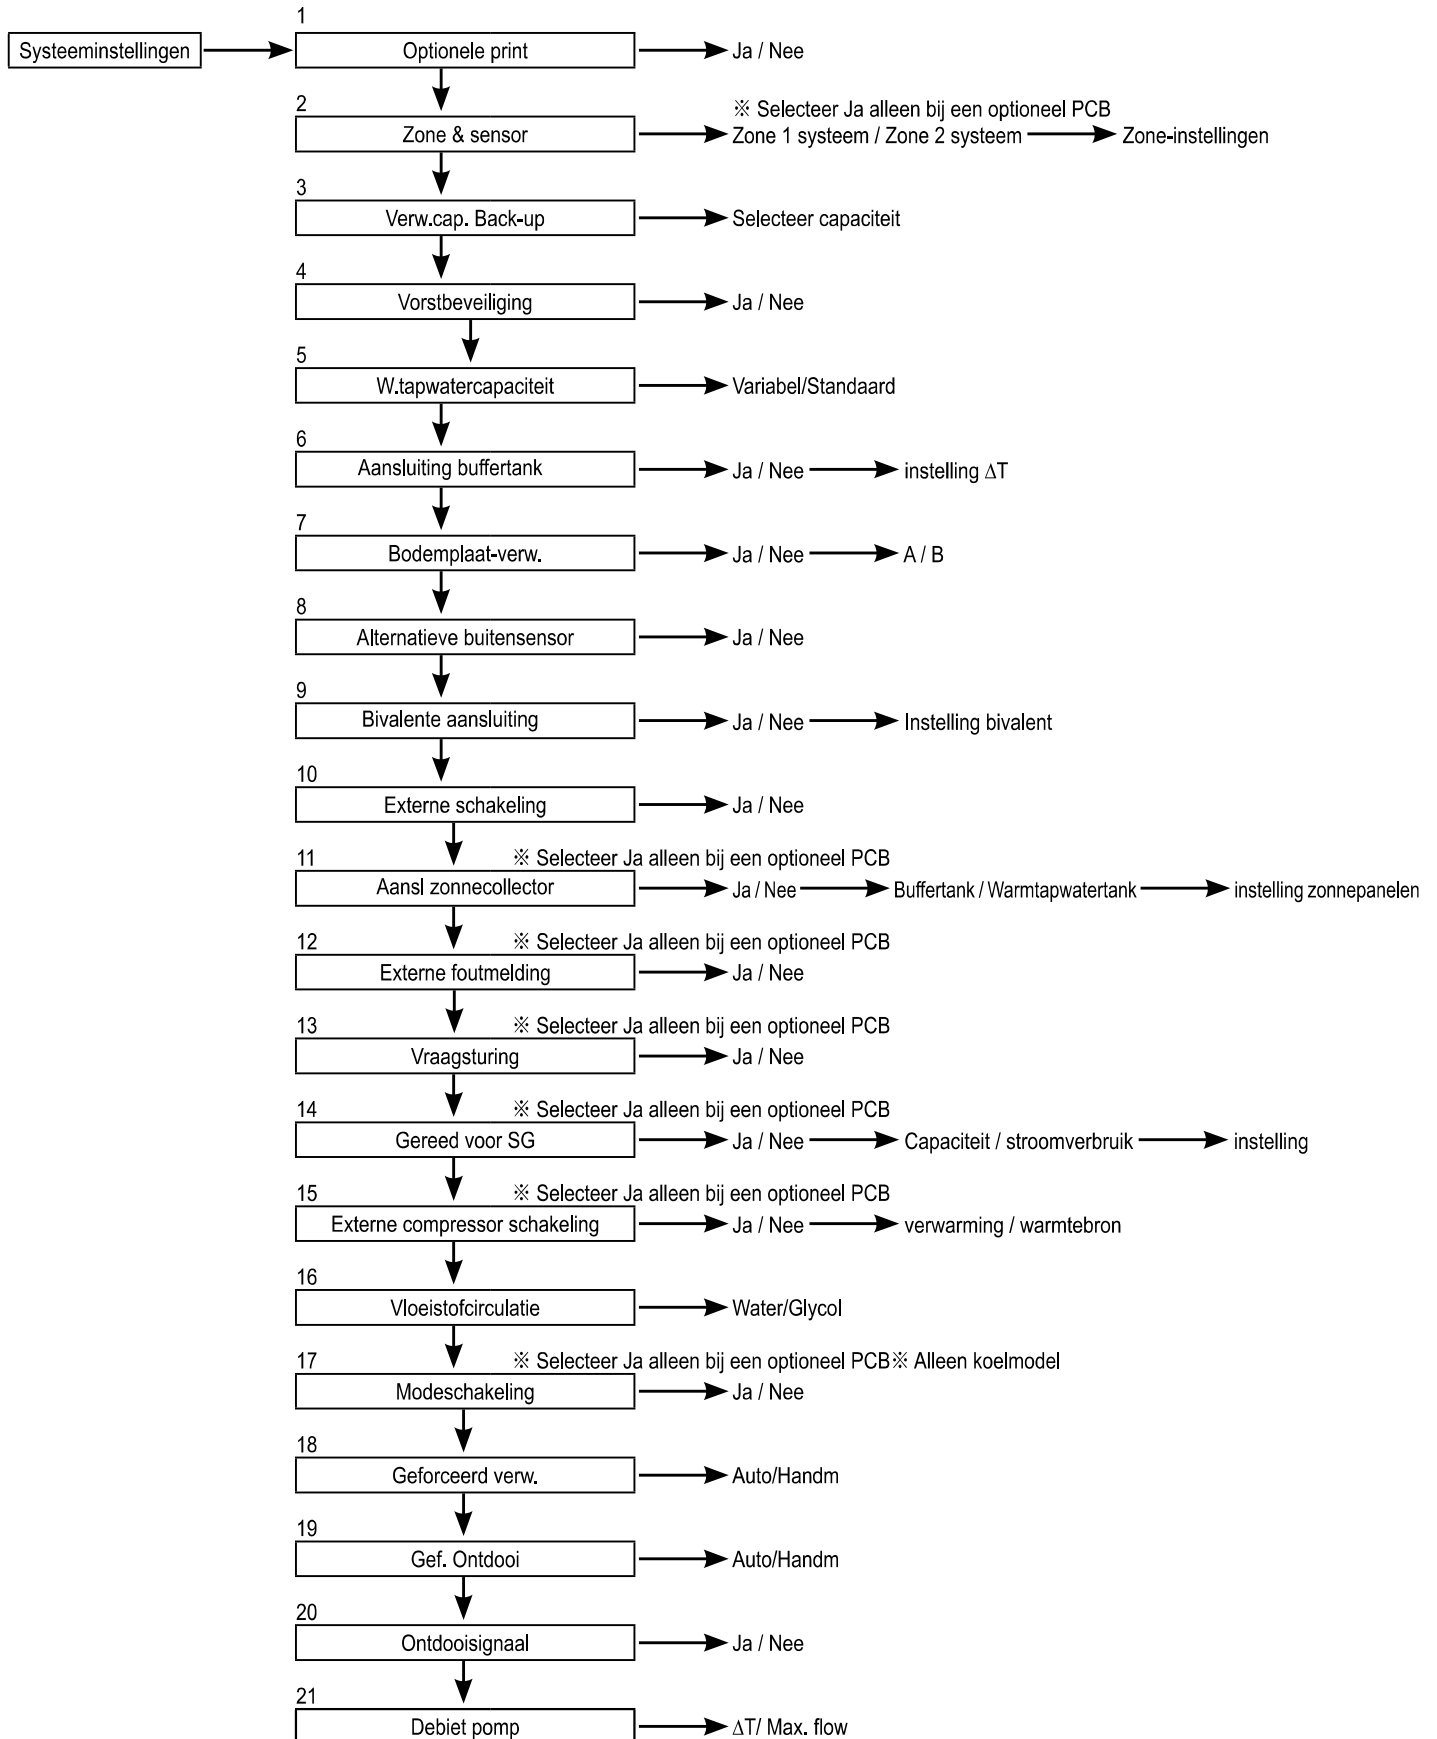 1
Systeeminstellingen
Optionele print
Ja / Nee
2
※ Selecteer Ja alleen bij een optioneel PCB
Zone & sensor
Zone 1 systeem / Zone 2 systeem
Zone-instellingen
3
Verw.cap. Back-up
Selecteer capaciteit
4
Vorstbeveiliging
Ja / Nee
5
W.tapwatercapaciteit
Variabel/Standaard
6
Aansluiting buffertank
Ja / Nee
instelling ΔT
7
Bodemplaat-verw.
Ja / Nee
A / B
8
Alternatieve buitensensor
Ja / Nee
9
Bivalente aansluiting
Ja / Nee
Instelling bivalent
10
Externe schakeling
Ja / Nee
11
※ Selecteer Ja alleen bij een optioneel PCB
Aansl zonnecollector
Ja / Nee
Buffertank / Warmtapwatertank
instelling zonnepanelen
12
※ Selecteer Ja alleen bij een optioneel PCB
Externe foutmelding
Ja / Nee
13
※ Selecteer Ja alleen bij een optioneel PCB
Vraagsturing
Ja / Nee
14
※ Selecteer Ja alleen bij een optioneel PCB
Gereed voor SG
Ja / Nee
Capaciteit / stroomverbruik
instelling
15
※ Selecteer Ja alleen bij een optioneel PCB
Externe compressor schakeling
Ja / Nee
verwarming / warmtebron
16
Vloeistofcirculatie
Water/Glycol
17
※ Selecteer Ja alleen bij een optioneel PCB※ Alleen koelmodel
Modeschakeling
Ja / Nee
18
Geforceerd verw.
Auto/Handm
19
Gef. Ontdooi
Auto/Handm
20
Ontdooisignaal
Ja / Nee
21
Debiet pomp
ΔT/ Max. flow